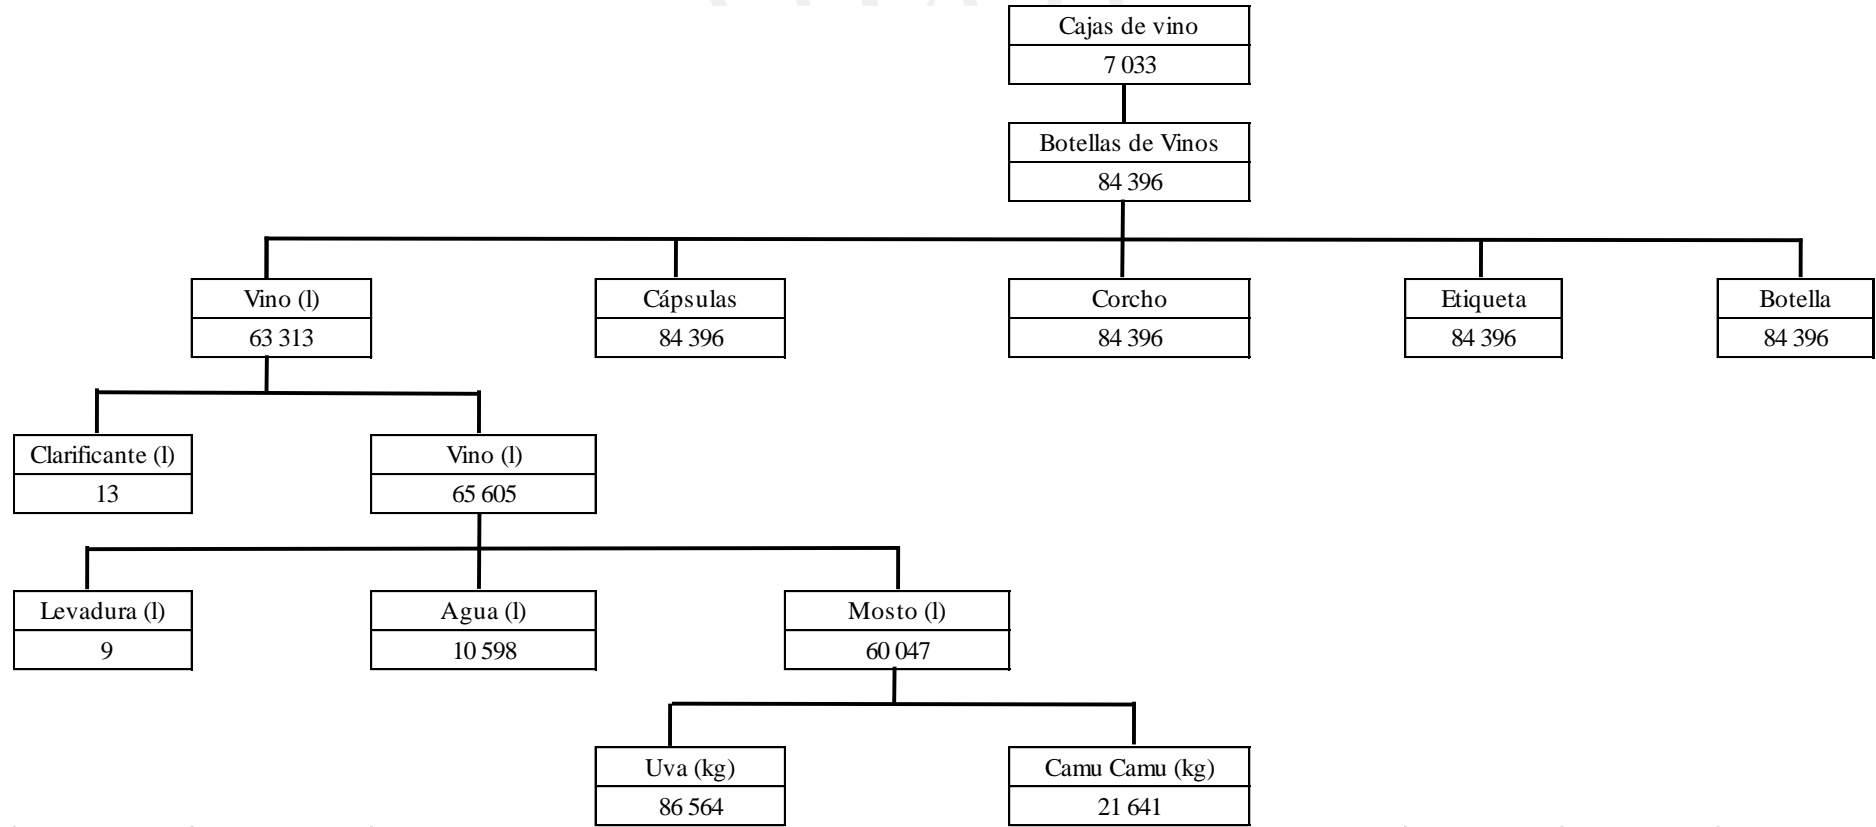 Cajas de vino
7 033
Botellas de Vinos
84 396
Vino (l)
63 313
Cápsulas
84 396
Corcho
84 396
Etiqueta
84 396
Botella
84 396
Clarificante (l)
13
Vino (l)
65 605
Levadura (l)
9
Agua (l)
10 598
Mosto (l)
60 047
Uva (kg)
86 564
Camu Camu (kg)
21 641